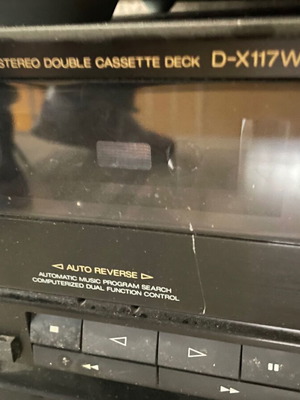 STEREO DOUBLE CASSETTE DECK D-X117W
AUTO REVERSE
AUTOMATIC MUSIC PROGRAM SEARCH
COMPUTERIZED DUAL FUNCTION CONTROL